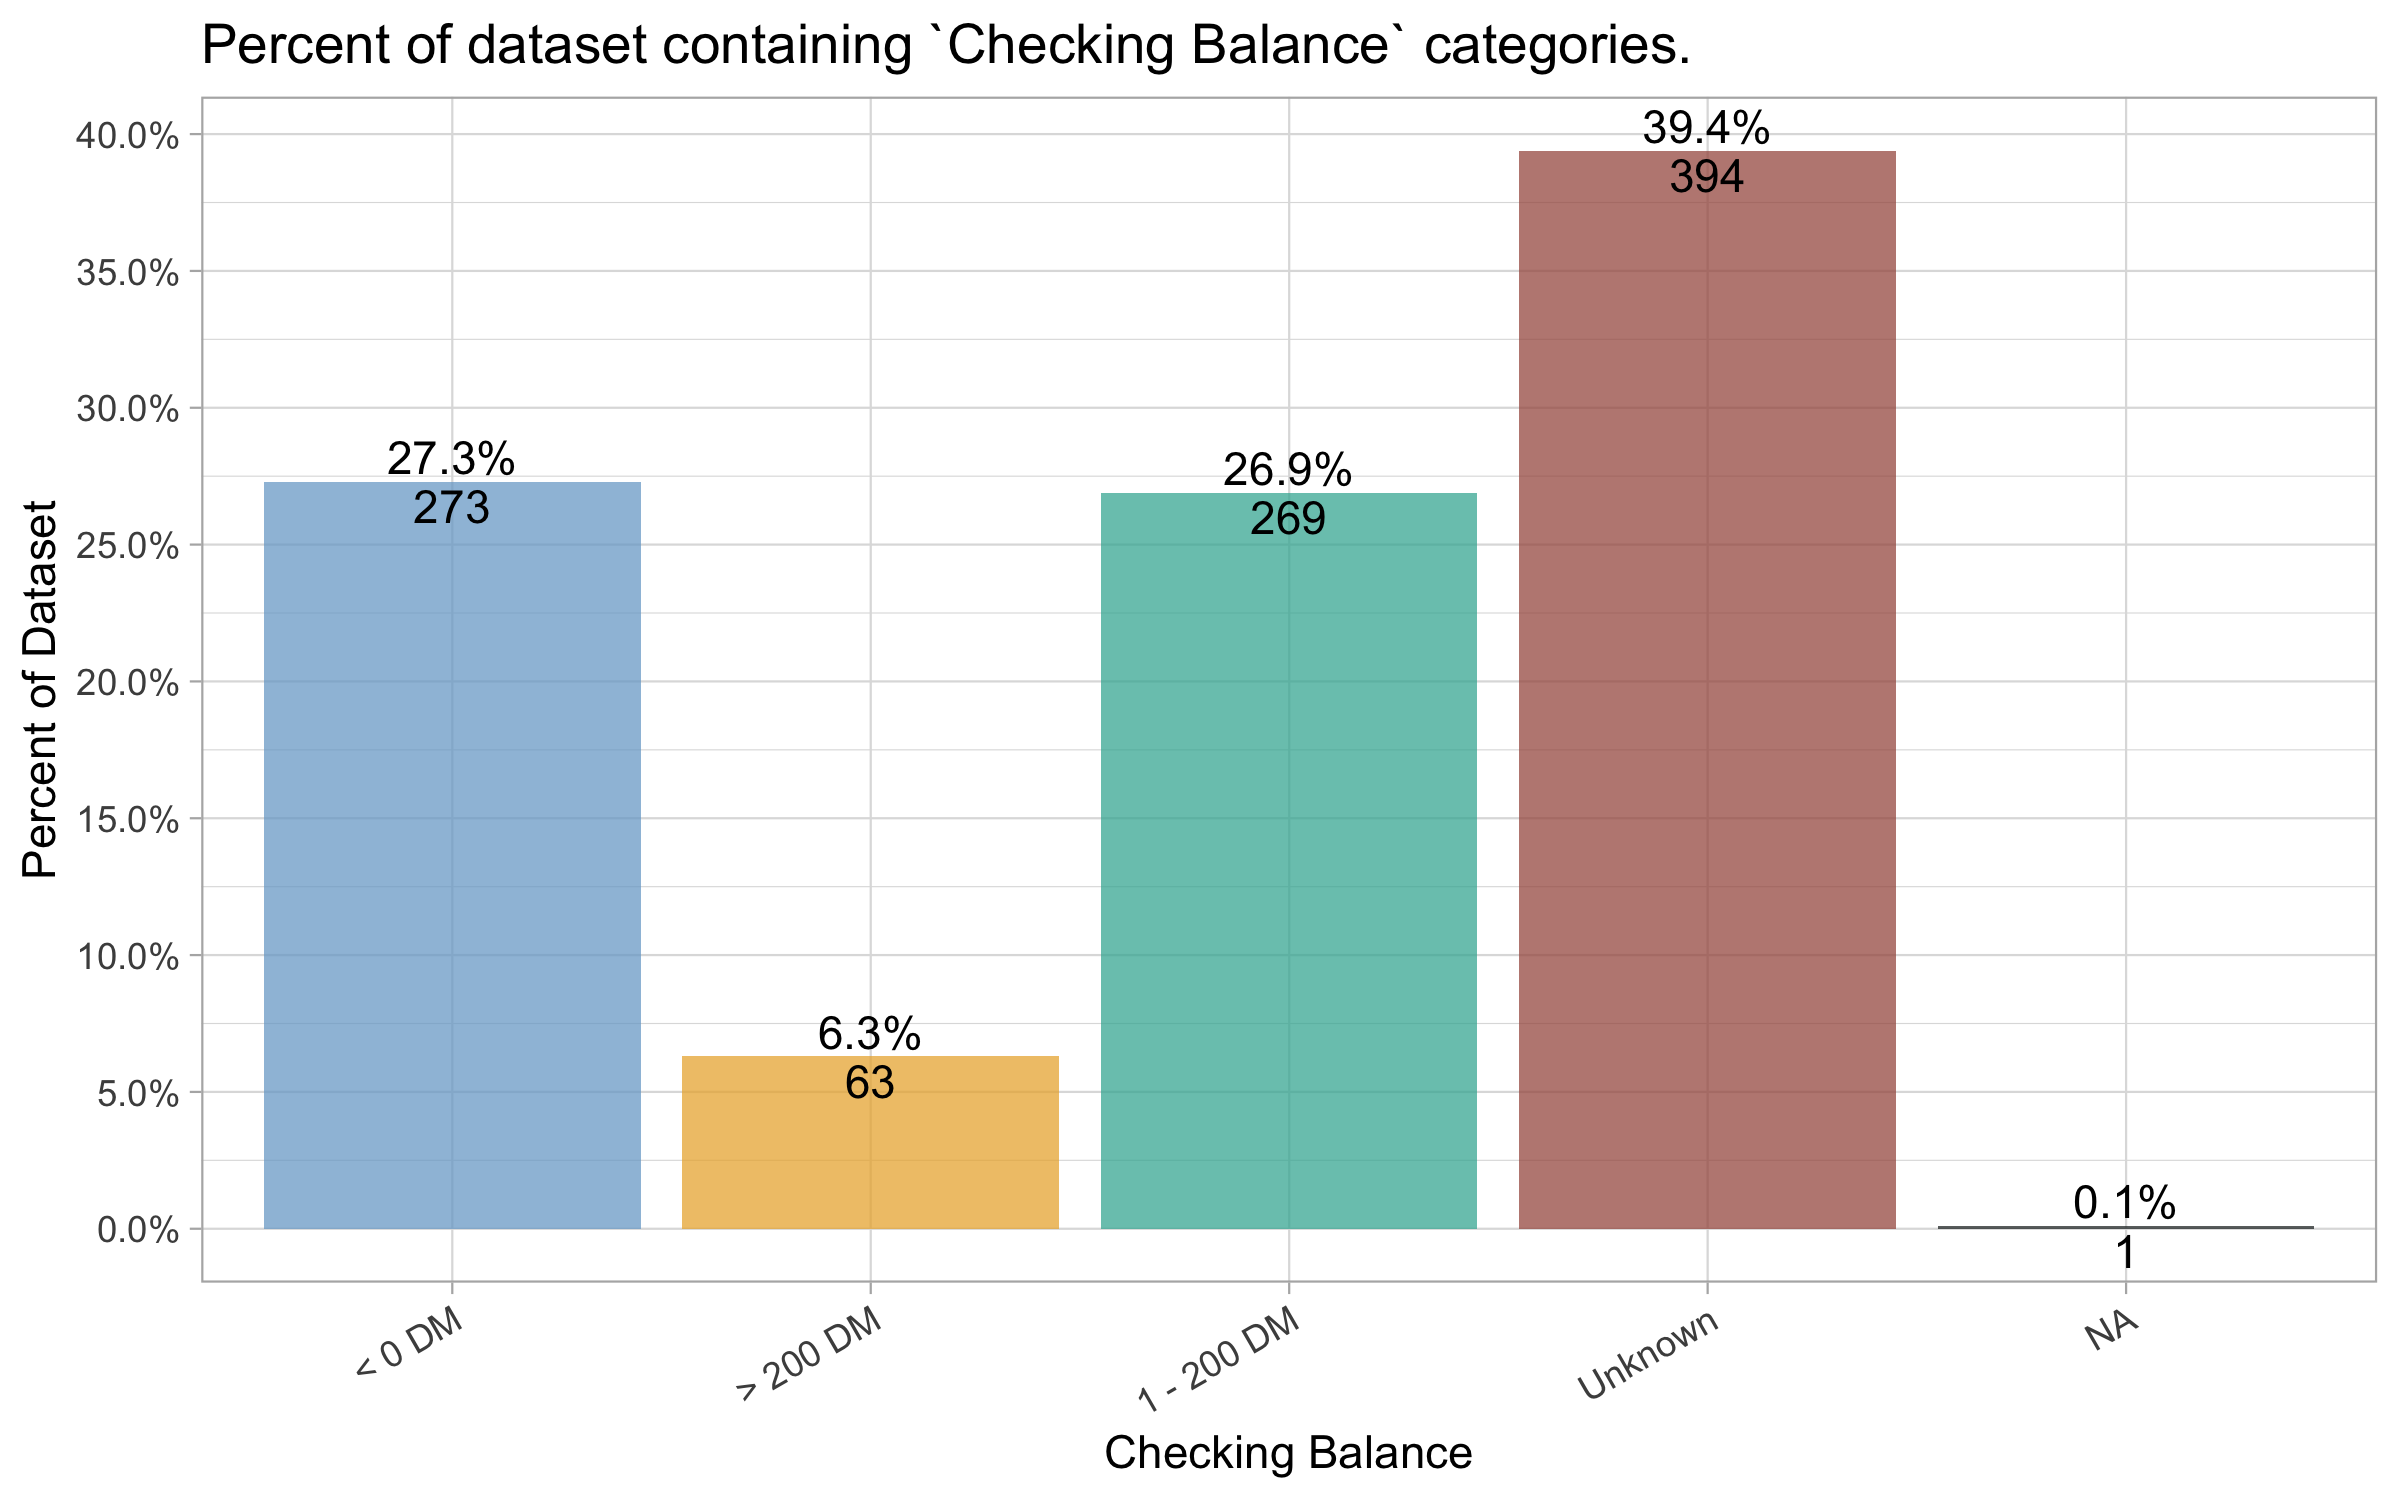 Percent of dataset containing `Checking Balance` categories.
Percent of Dataset
40.0%
35.0%
30.0%
25.0%
20.0%
15.0%
10.0%
5.0%
0.0%
27.3%
273
6.3%
63
26.9%
269
39.4%
394
0.1%
1
< 0 DM
> 200 DM
1 - 200 DM
Unknown
NA
Checking Balance